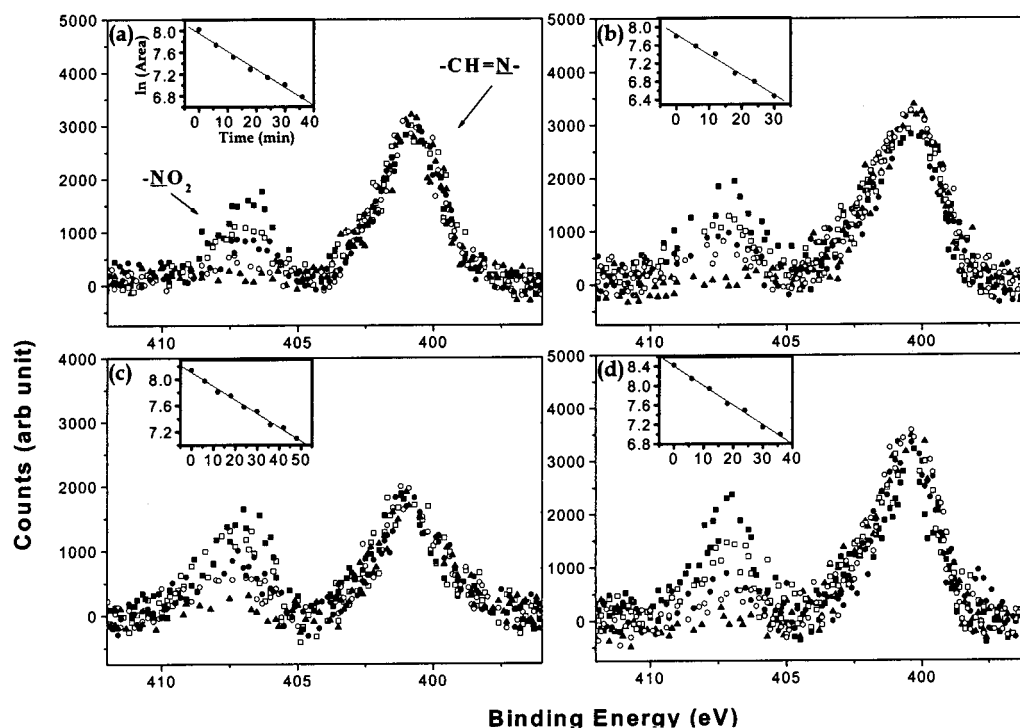 (a)
8.0
7.6
7.2
6.8
ln (Area)
0 10 20 30 40
Time (min)
-CH=N-
-NO2
5000
4000
3000
2000
1000
0
410 405 400
(b)
8.0
7.6
7.2
6.8
6.4
0 10 20 30
5000
4000
3000
2000
1000
0
410 405 400
(c)
8.0
7.6
7.2
0 10 20 30 40 50
4000
3000
2000
1000
0
410 405 400
(d)
8.4
8.0
7.6
7.2
6.8
0 10 20 30 40
5000
4000
3000
2000
1000
0
410 405 400
Counts (arb unit)
Binding Energy (eV)